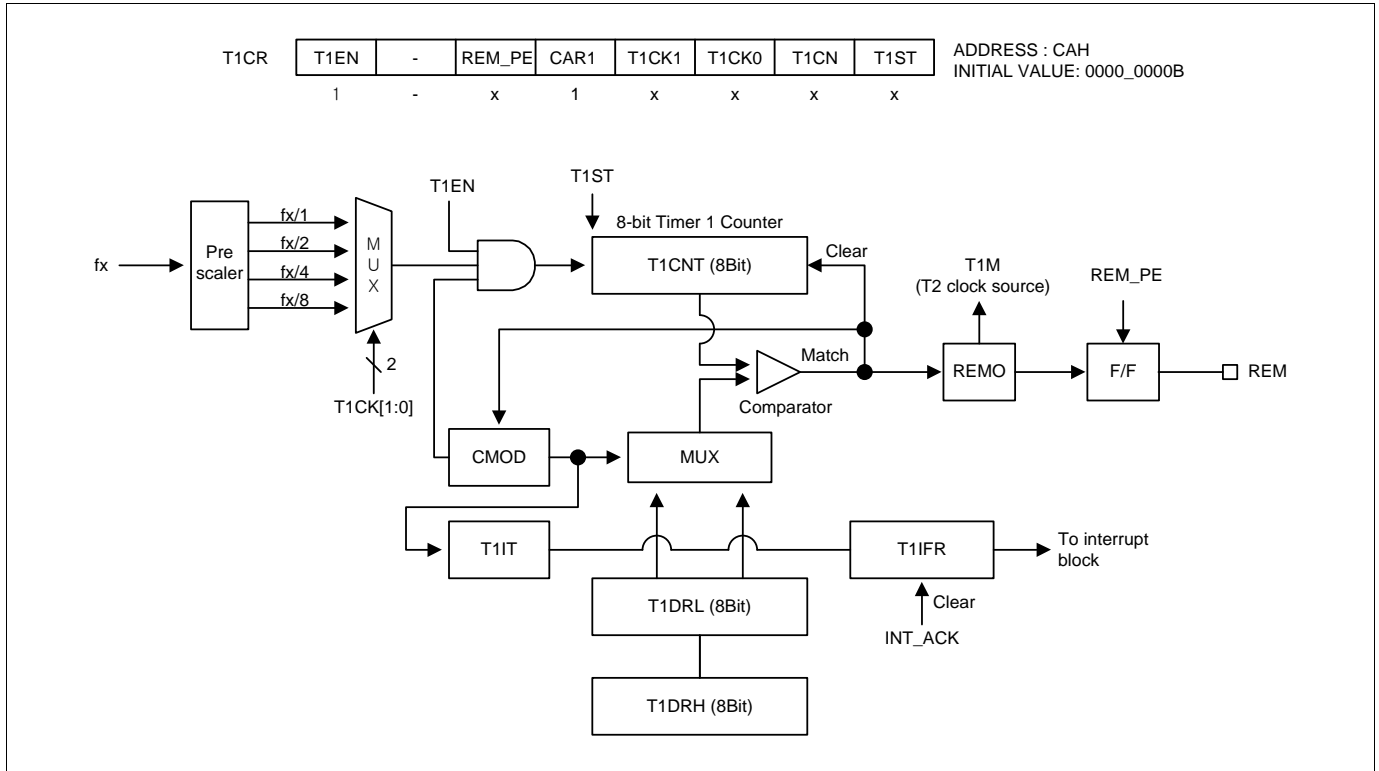 T1CR T1EN - REM_PE CAR1 T1CK1 T1CK0 T1CN T1ST ADDRESS : CAH
INITIAL VALUE: 0000_0000B
1 - x 1 x x x x
T1EN
T1ST
8-bit Timer 1 Counter
fx
Pre
scaler
fx/1
fx/2
fx/4
fx/8
M
U
X
2
T1CK[1:0]
T1CNT (8Bit)
Clear
T1M
(T2 clock source)
REM_PE
Match
Comparator
REMO
F/F
REM
CMOD
MUX
T1IT
T1IFR
To interrupt
block
Clear
INT_ACK
T1DRL (8Bit)
T1DRH (8Bit)